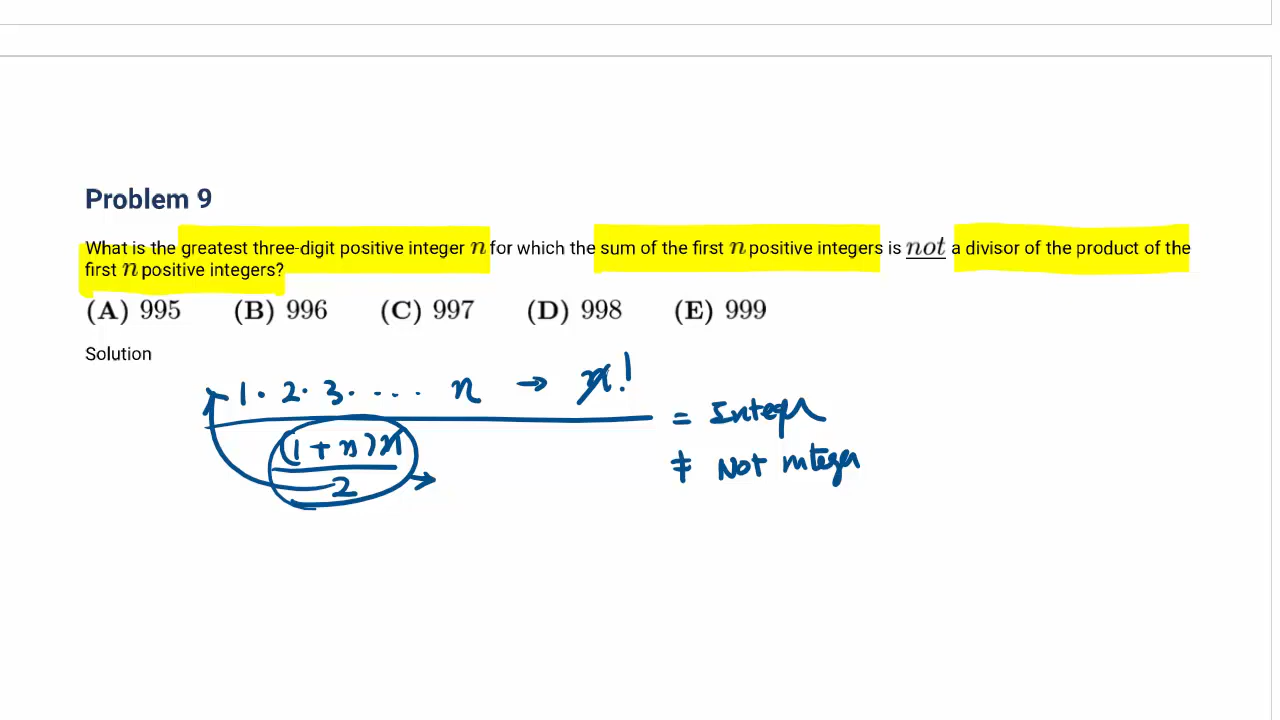 Problem 9
What is the greatest three-digit positive integer n for which the sum of the first n positive integers is not a divisor of the product of the
first n positive integers?
(A) 995 (B) 996 (C) 997 (D) 998 (E) 999
Solution
1 · 2 · 3 · ... n → n!
= Integer
(1 + n) n
≠ Not integer
2 →